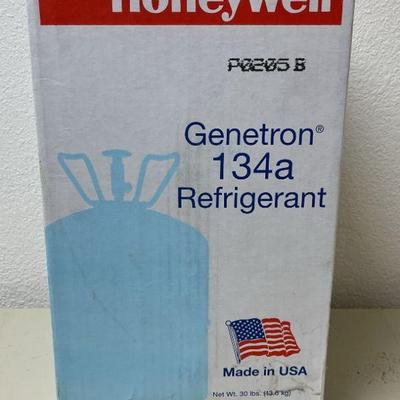 Honeywell
P0205 B
Genetron®
134a
Refrigerant
Made in USA
Net Wt. 30 lbs. (13.6 kg)